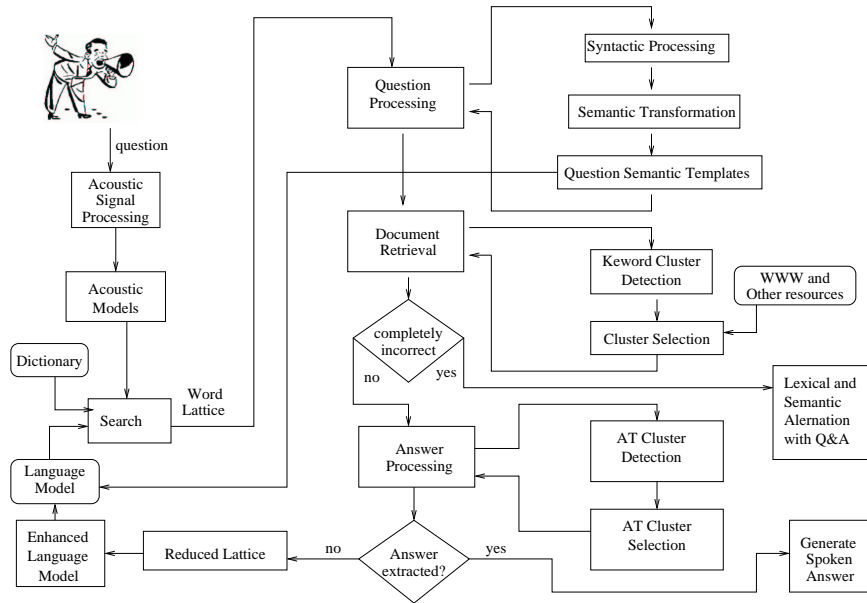 question
Acoustic
Signal
Processing
Acoustic
Models
Dictionary
Search
Word
Lattice
Language
Model
Enhanced
Language
Model
Reduced Lattice
Question
Processing
Syntactic Processing
Semantic Transformation
Question Semantic Templates
Document
Retrieval
Keword Cluster
Detection
WWW and
Other resources
Cluster Selection
completely
incorrect
no
yes
Lexical and
Semantic
Alernation
with Q&A
Answer
Processing
AT Cluster
Detection
AT Cluster
Selection
Answer
extracted?
no
yes
Generate
Spoken
Answer